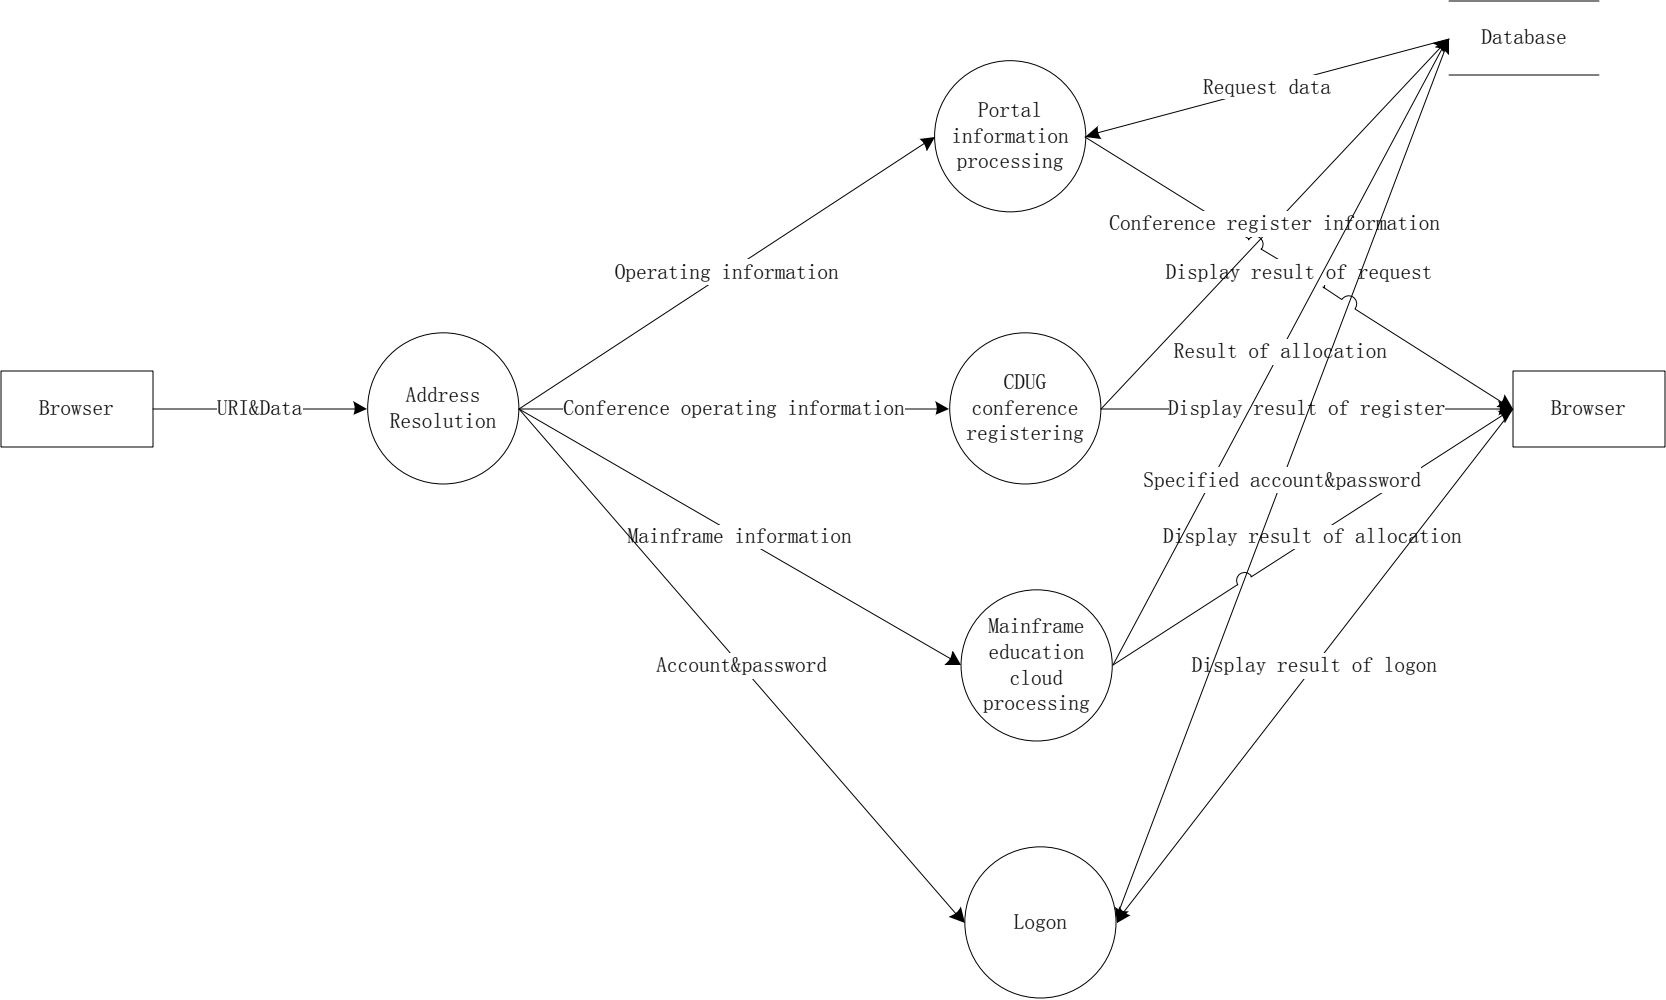 Database
Request data
Portal
information
processing
Conference register information
Operating information
Display result of request
Result of allocation
Browser
URI&Data
Address
Resolution
Conference operating information
CDUG
conference
registering
Display result of register
Browser
Specified account&password
Mainframe information
Display result of allocation
Mainframe
education
cloud
processing
Account&password
Display result of logon
Logon